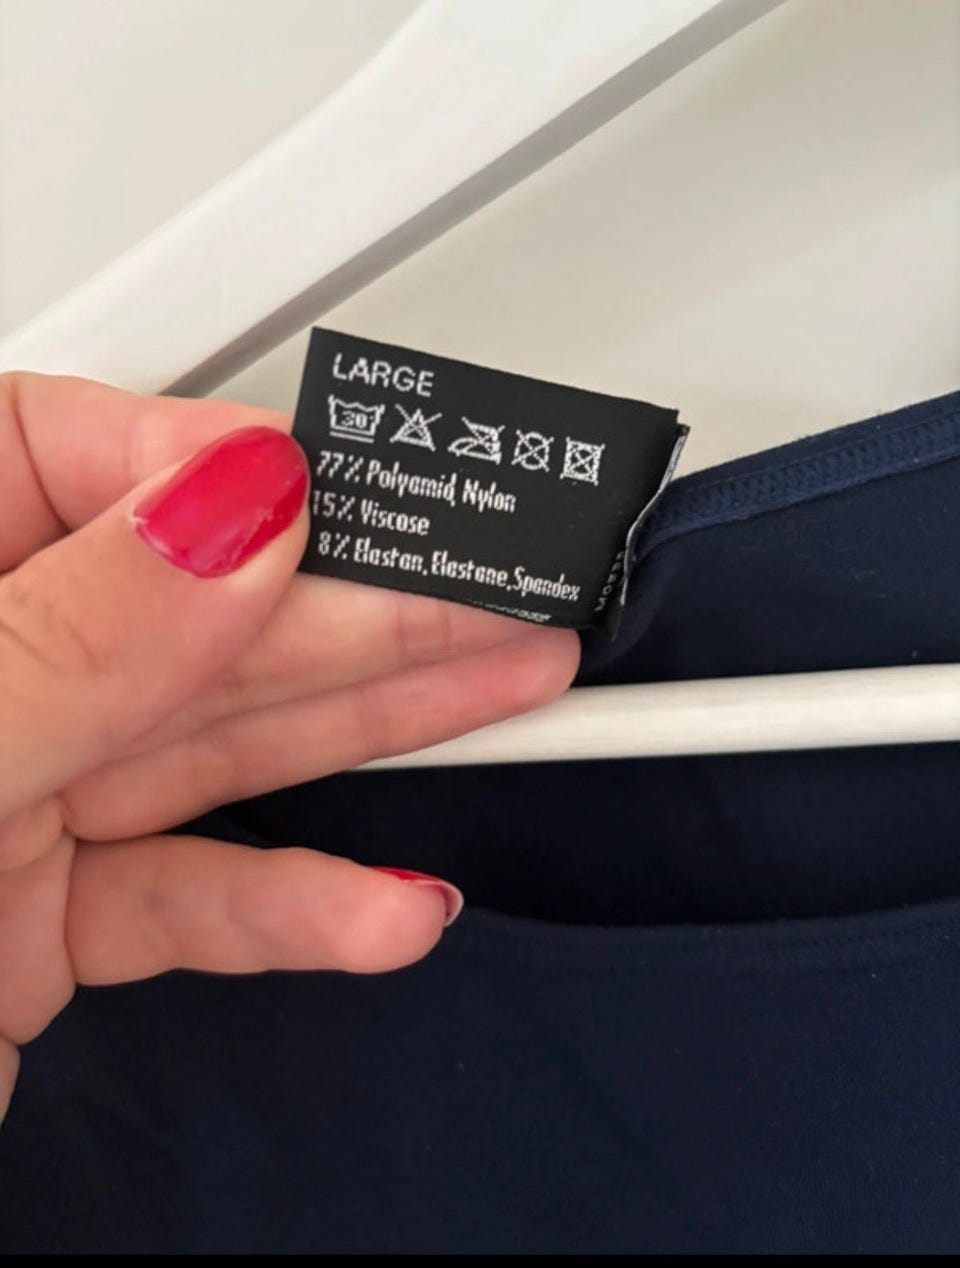 LARGE
30°
77% Polyamid, Nylon
15% Viscose
8% Elastan, Elastane, Spandex